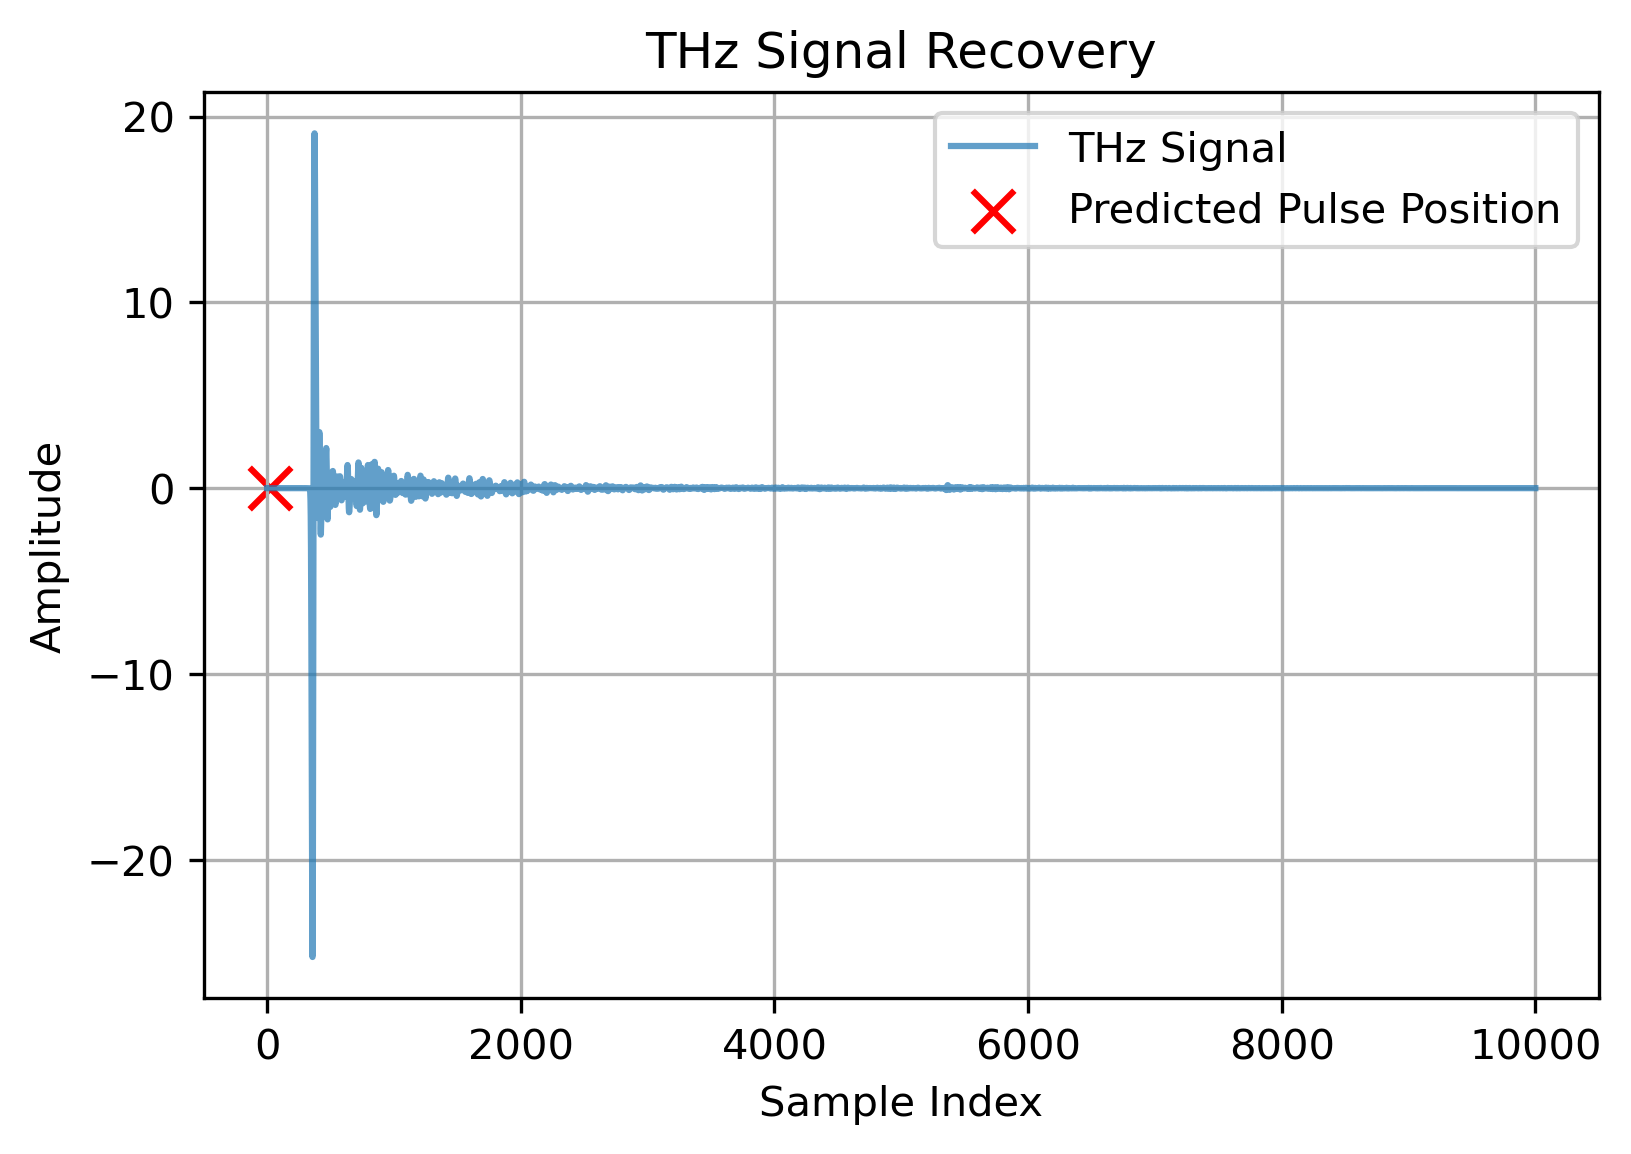 THz Signal Recovery
20
10
0
−10
−20
Amplitude
THz Signal
Predicted Pulse Position
0 2000 4000 6000 8000 10000
Sample Index